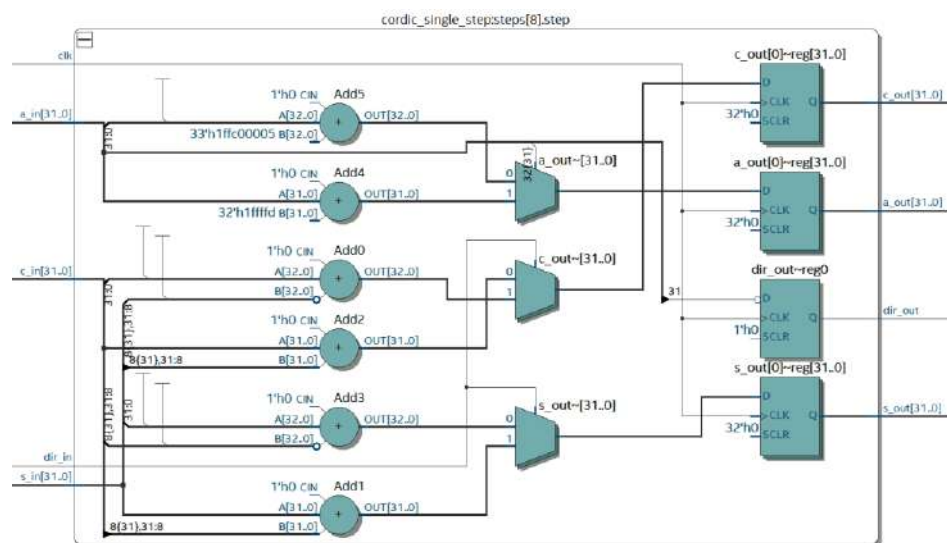 cordic_single_step:steps[8].step
clk
a_in[31..0]
31:0
1'h0 CIN
Add5
A[32..0]
OUT[32..0]
33'h1ffc00005 B[32..0]
1'h0 CIN
Add4
A[31..0]
OUT[31..0]
32'h1ffffd B[31..0]
32{31}
a_out~[31..0]
0
1
c_in[31..0]
31:0
1'h0 CIN
Add0
A[32..0]
OUT[32..0]
B[32..0]
8{31},31:8
1'h0 CIN
Add2
A[31..0]
OUT[31..0]
8{31},31:8
B[31..0]
c_out~[31..0]
0
1
8{31},31:8
31:0
1'h0 CIN
Add3
A[32..0]
OUT[32..0]
B[32..0]
dir_in
s_in[31..0]
s_out~[31..0]
0
1
1'h0 CIN
Add1
A[31..0]
OUT[31..0]
8{31},31:8
B[31..0]
c_out[0]~reg[31..0]
D
CLK
Q
32'h0
SCLR
c_out[31..0]
a_out[0]~reg[31..0]
D
CLK
Q
32'h0
SCLR
a_out[31..0]
dir_out~reg0
31
D
CLK
Q
1'h0
SCLR
dir_out
s_out[0]~reg[31..0]
D
CLK
Q
32'h0
SCLR
s_out[31..0]